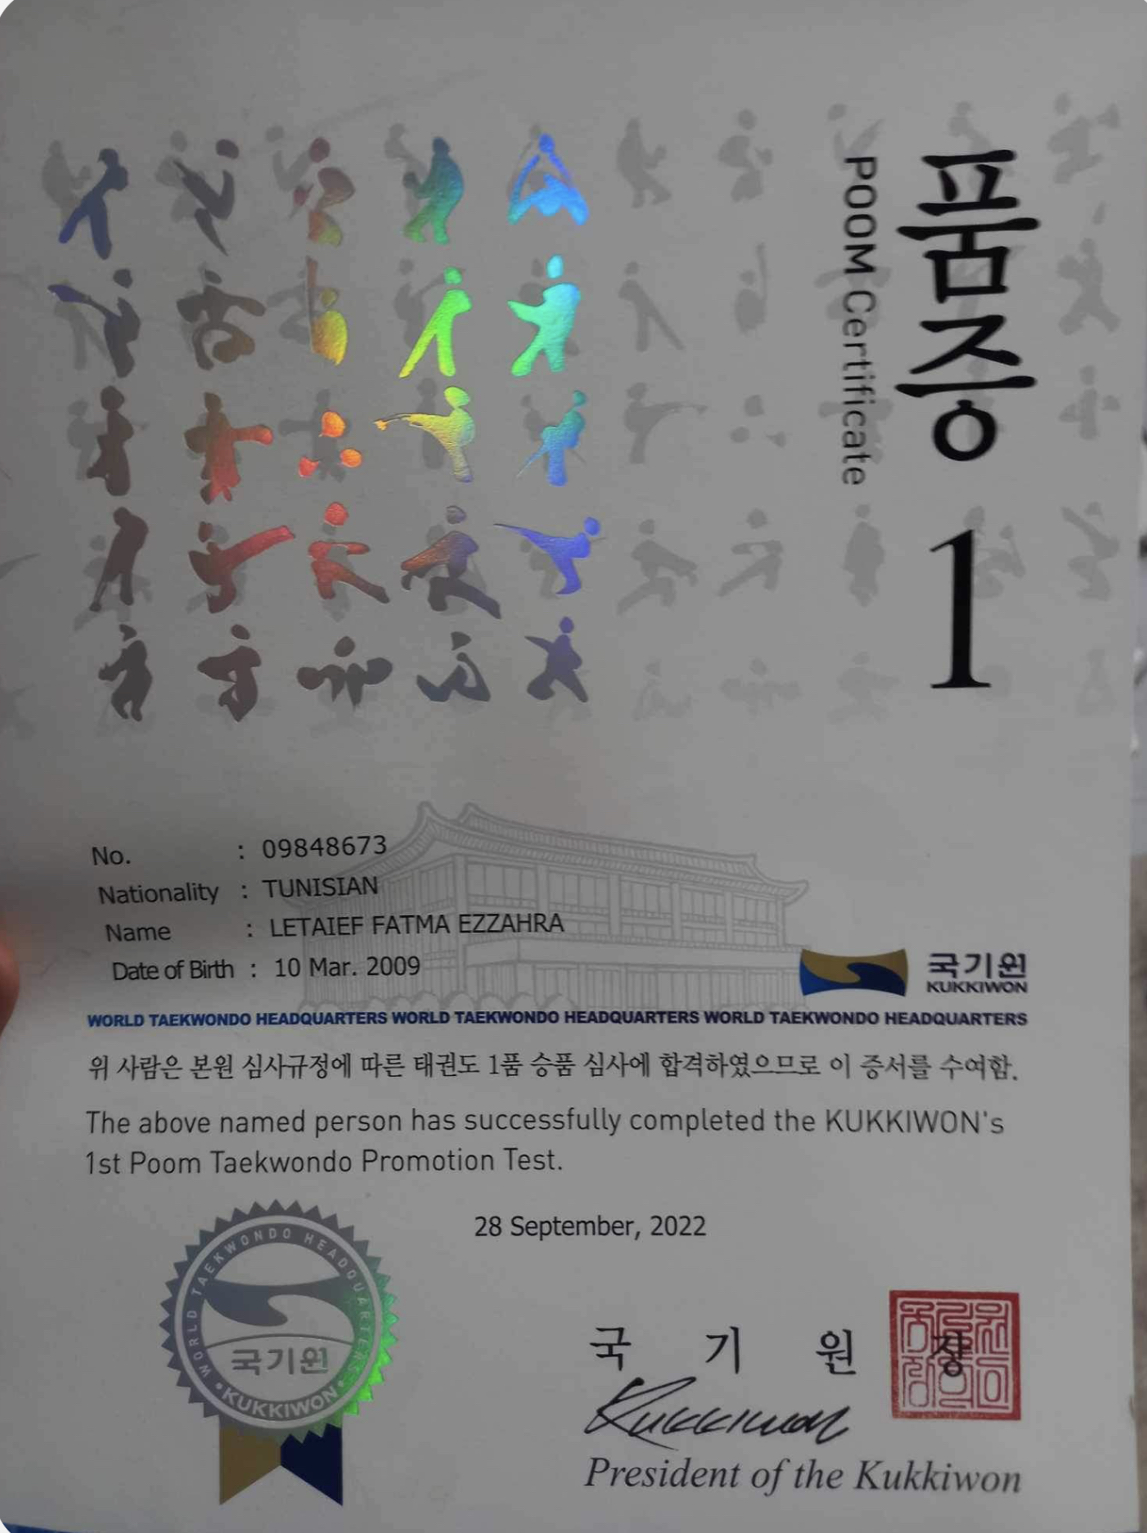 품증 1
POOM Certificate
No. : 09848673
Nationality : TUNISIAN
Name : LETAIEF FATMA EZZAHRA
Date of Birth : 10 Mar. 2009
국기원
KUKKIWON
WORLD TAEKWONDO HEADQUARTERS WORLD TAEKWONDO HEADQUARTERS WORLD TAEKWONDO HEADQUARTERS
위 사람은 본원 심사규정에 따른 태권도 1품 승품 심사에 합격하였으므로 이 증서를 수여함.
The above named person has successfully completed the KUKKIWON's
1st Poom Taekwondo Promotion Test.
28 September, 2022
WORLD TAEKWONDO HEADQUARTERS
국기원
KUKKIWON
국 기 원 장
Kukkiwon
President of the Kukkiwon